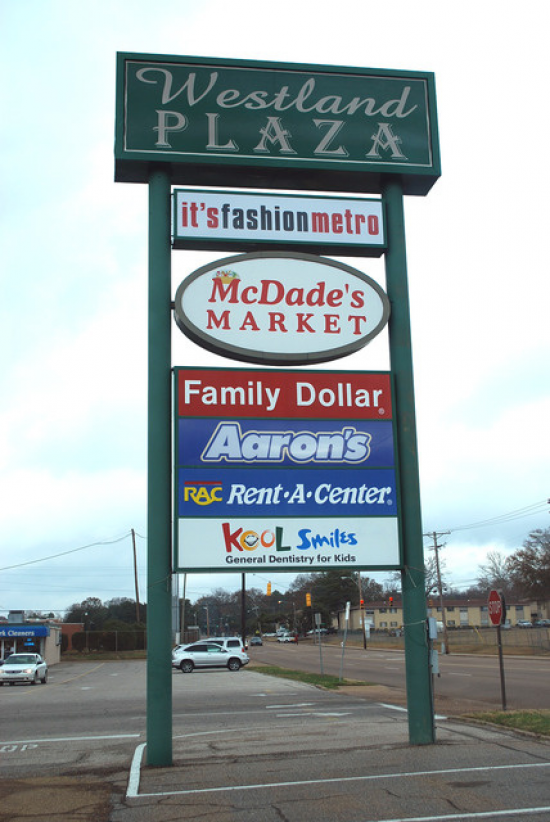 Westland
PLAZA
it'sfashionmetro
McDade's
MARKET
Family Dollar®
Aaron's
RAC Rent-A-Center®
KOOL Smiles
General Dentistry for Kids
Cleaners
STOP